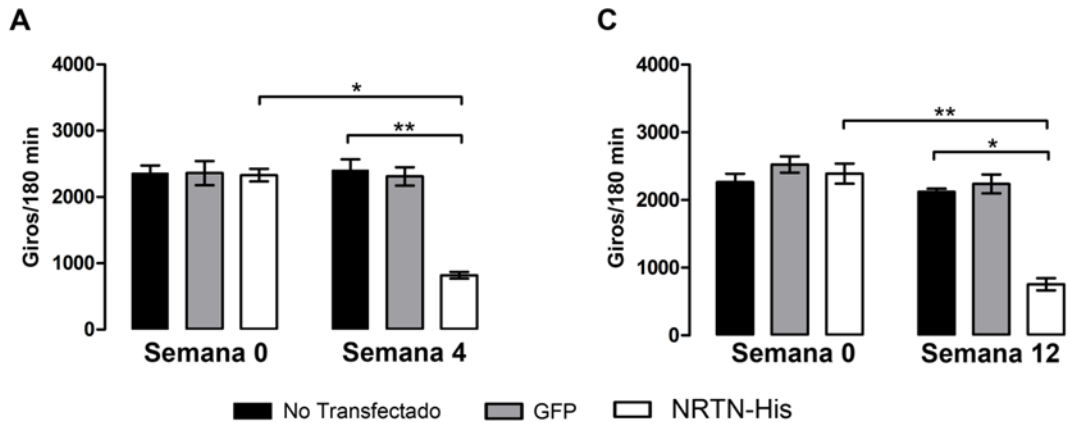 A
Giros/180 min
4000
3000
2000
1000
0
*
**
Semana 0
Semana 4
C
Giros/180 min
4000
3000
2000
1000
0
**
*
Semana 0
Semana 12
No Transfectado
GFP
NRTN-His